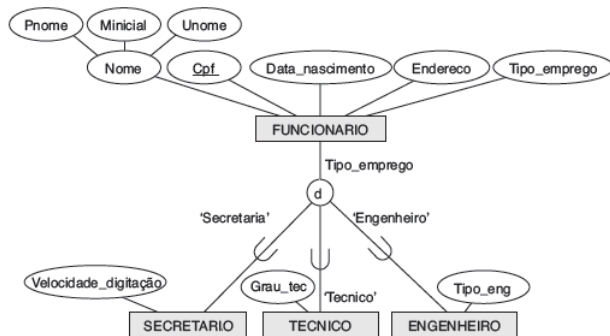 Pnome Minicial Unome
Nome Cpf Data_nascimento Endereco Tipo_emprego
FUNCIONARIO
Tipo_emprego
d
‘Secretaria’ ‘Engenheiro’
Velocidade_digitação Grau_tec ‘Tecnico’ Tipo_eng
SECRETARIO TECNICO ENGENHEIRO